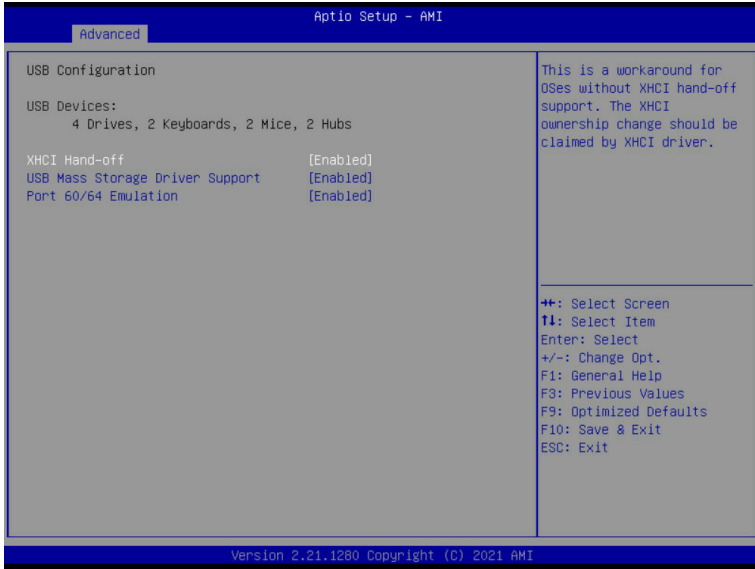 Aptio Setup – AMI
Advanced
USB Configuration
USB Devices:
4 Drives, 2 Keyboards, 2 Mice, 2 Hubs
XHCI Hand-off [Enabled]
USB Mass Storage Driver Support [Enabled]
Port 60/64 Emulation [Enabled]
This is a workaround for
OSes without XHCI hand-off
support. The XHCI
ownership change should be
claimed by XHCI driver.
→←: Select Screen
↑↓: Select Item
Enter: Select
+/-: Change Opt.
F1: General Help
F3: Previous Values
F9: Optimized Defaults
F10: Save & Exit
ESC: Exit
Version 2.21.1280 Copyright (C) 2021 AMI